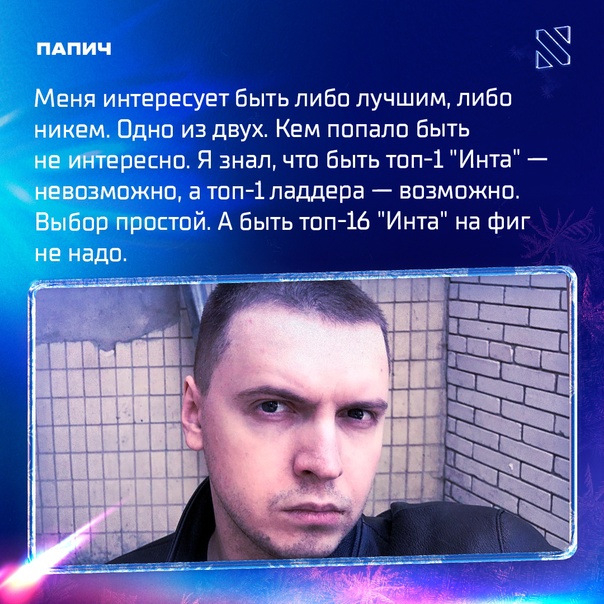 ПАПИЧ
Меня интересует быть либо лучшим, либо
никем. Одно из двух. Кем попало быть
не интересно. Я знал, что быть топ-1 "Инта" —
невозможно, а топ-1 ладдера — возможно.
Выбор простой. А быть топ-16 "Инта" на фиг
не надо.